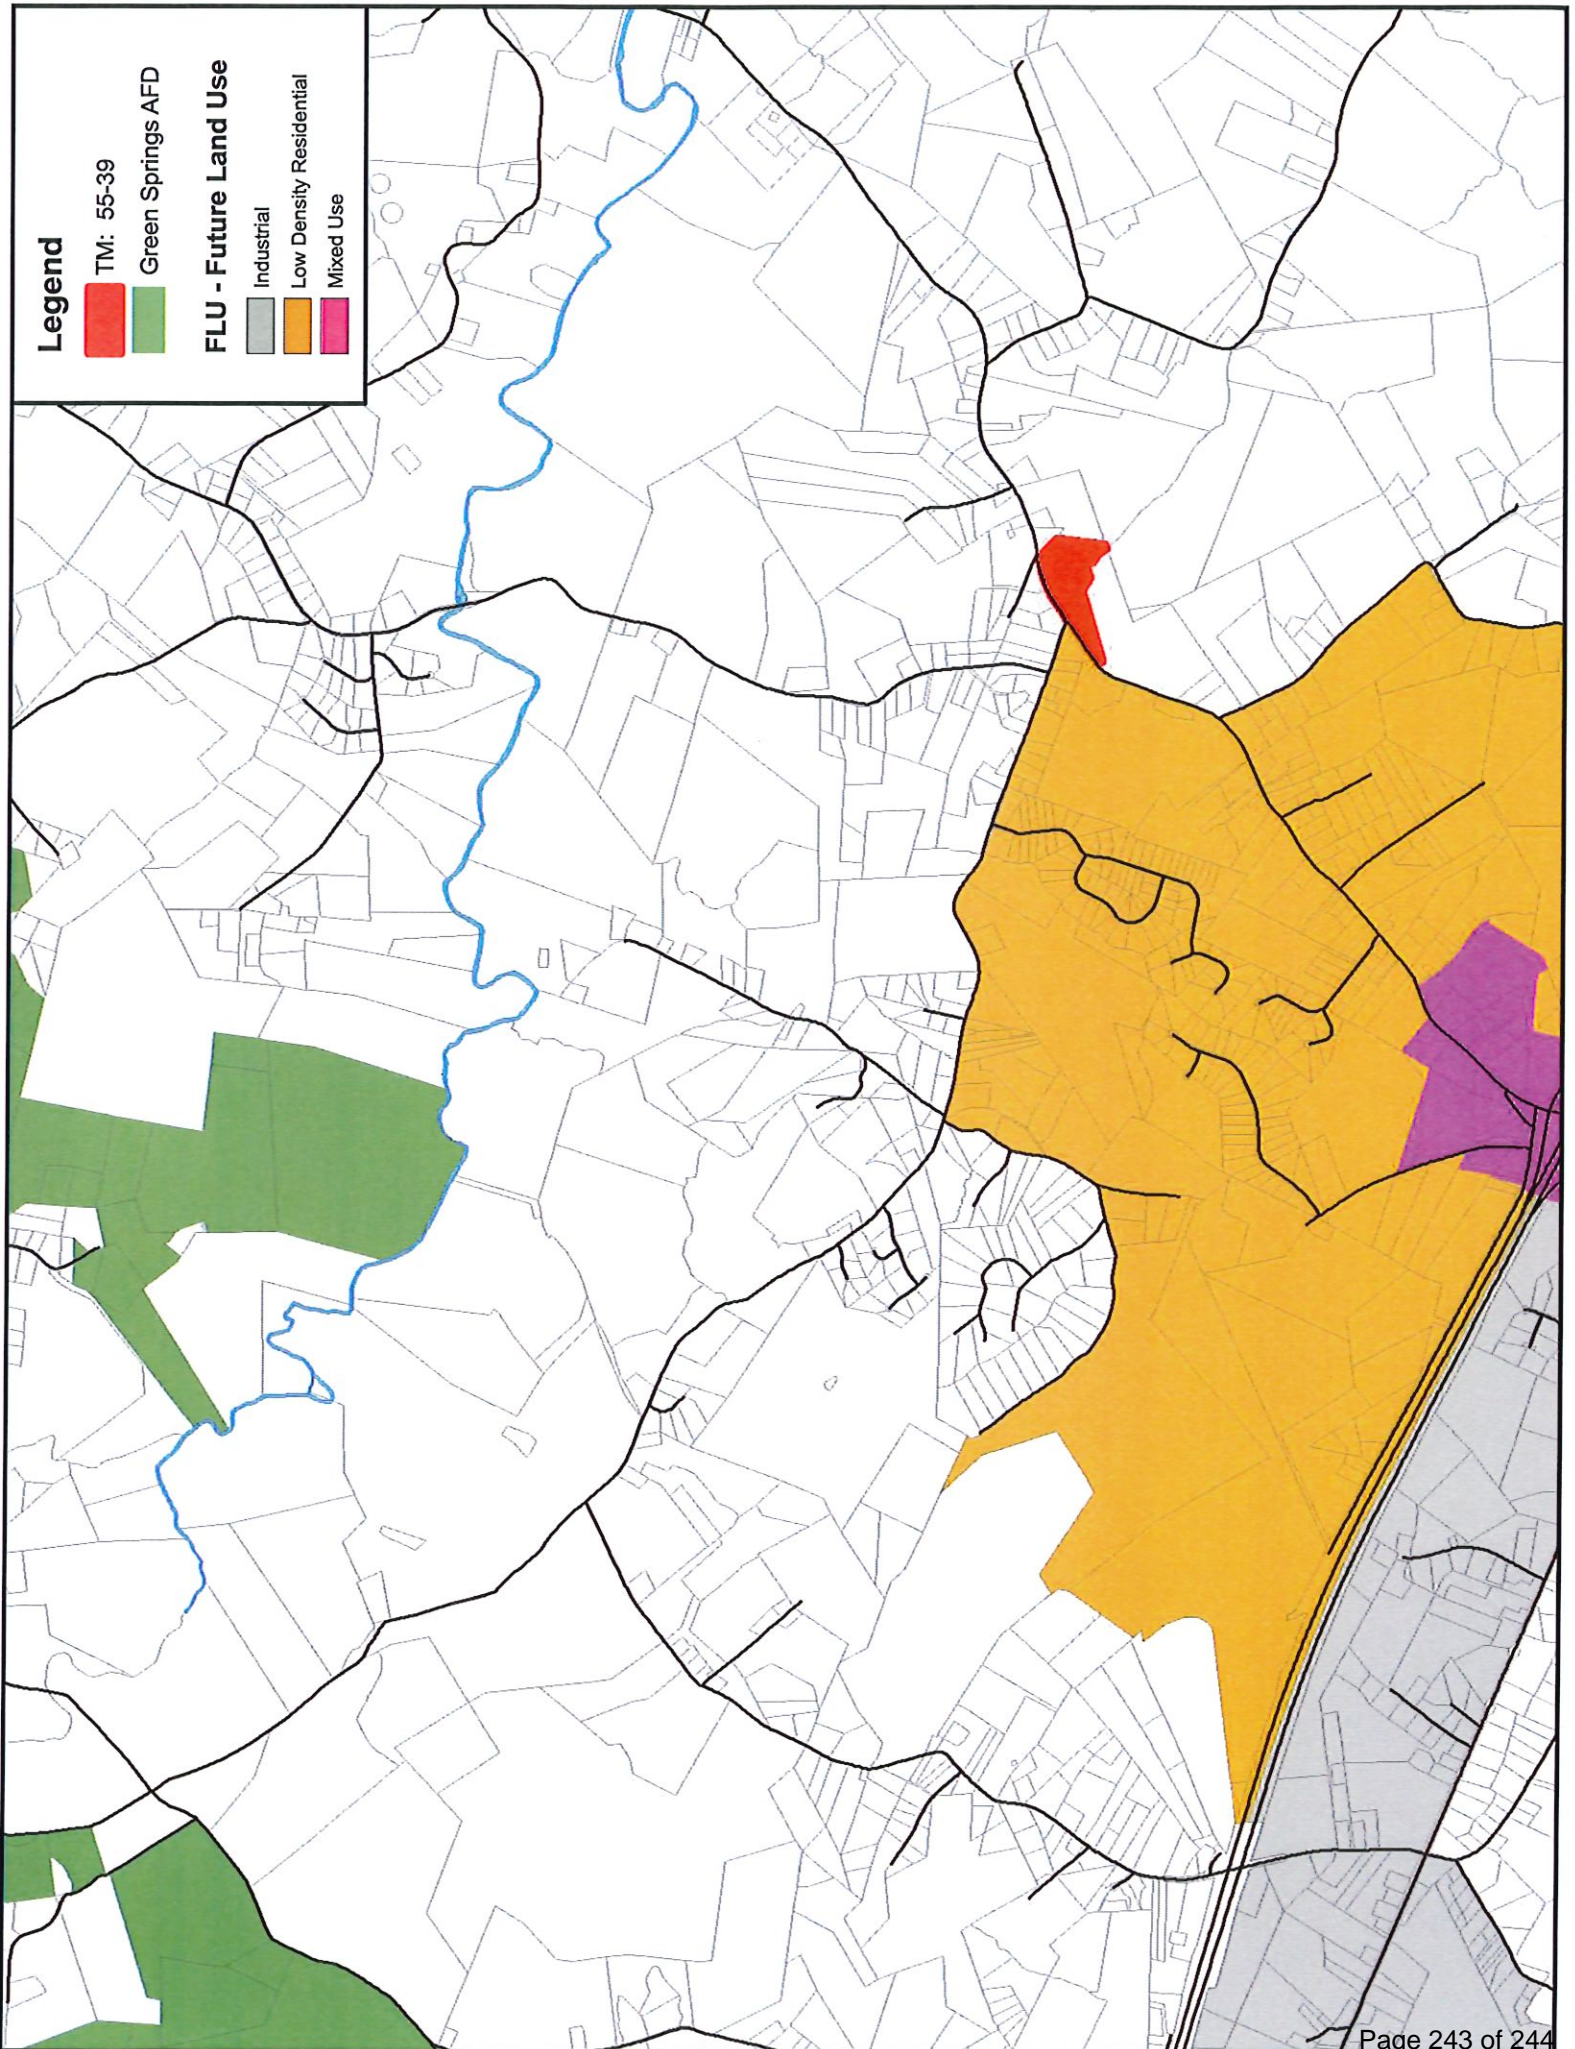 Legend
TM: 55-39
Green Springs AFD
FLU - Future Land Use
Industrial
Low Density Residential
Mixed Use
Page 243 of 244